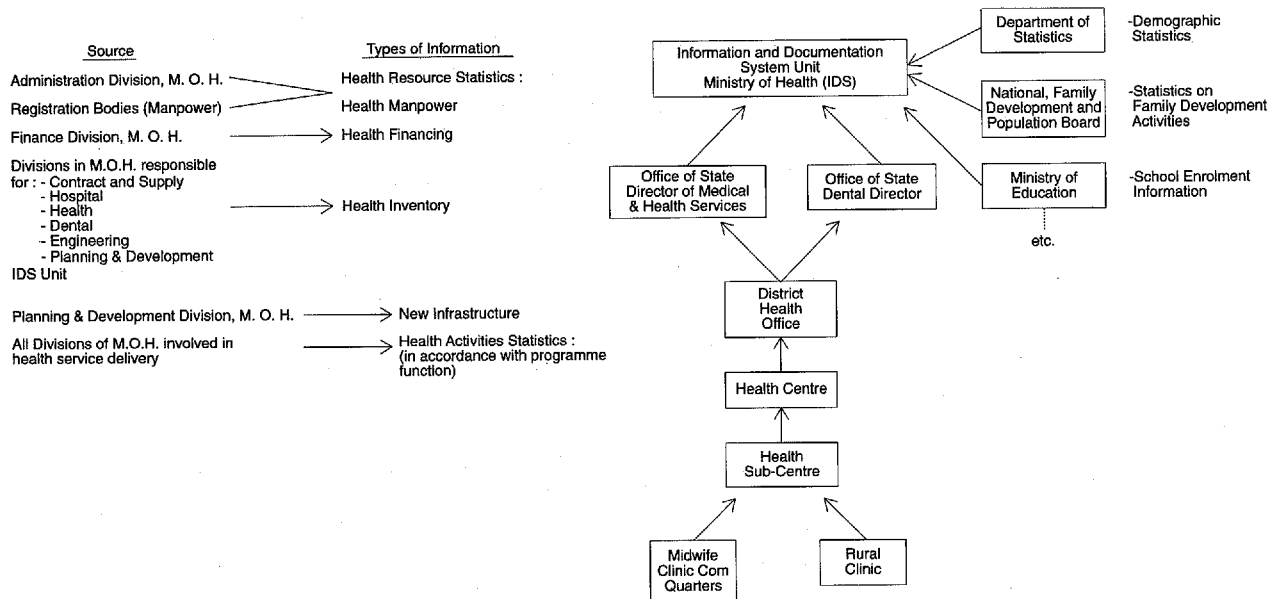 Source
Types of Information
Administration Division, M. O. H.
Registration Bodies (Manpower)
Health Resource Statistics :
Health Manpower
Finance Division, M. O. H.
Health Financing
Divisions in M.O.H. responsible
for : - Contract and Supply
- Hospital
- Health
- Dental
- Engineering
- Planning & Development
IDS Unit
Health Inventory
Planning & Development Division, M. O. H.
New Infrastructure
All Divisions of M.O.H. involved in
health service delivery
Health Activities Statistics :
(in accordance with programme
function)
Information and Documentation
System Unit
Ministry of Health (IDS)
Department of
Statistics
-Demographic
Statistics
National, Family
Development and
Population Board
-Statistics on
Family Development
Activities
Ministry of
Education
-School Enrolment
Information
etc.
Office of State
Director of Medical
& Health Services
Office of State
Dental Director
District
Health
Office
Health Centre
Health
Sub-Centre
Midwife
Clinic Com
Quarters
Rural
Clinic